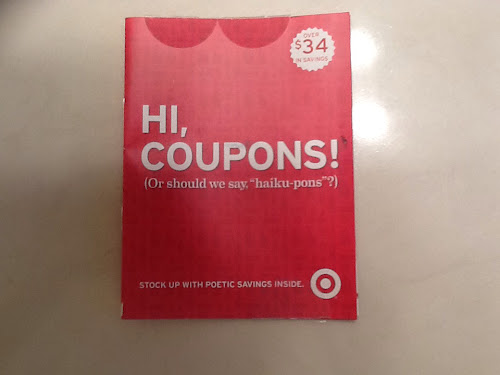 OVER
$34
IN SAVINGS
HI,
COUPONS!
(Or should we say, "haiku-pons"?)
STOCK UP WITH POETIC SAVINGS INSIDE.